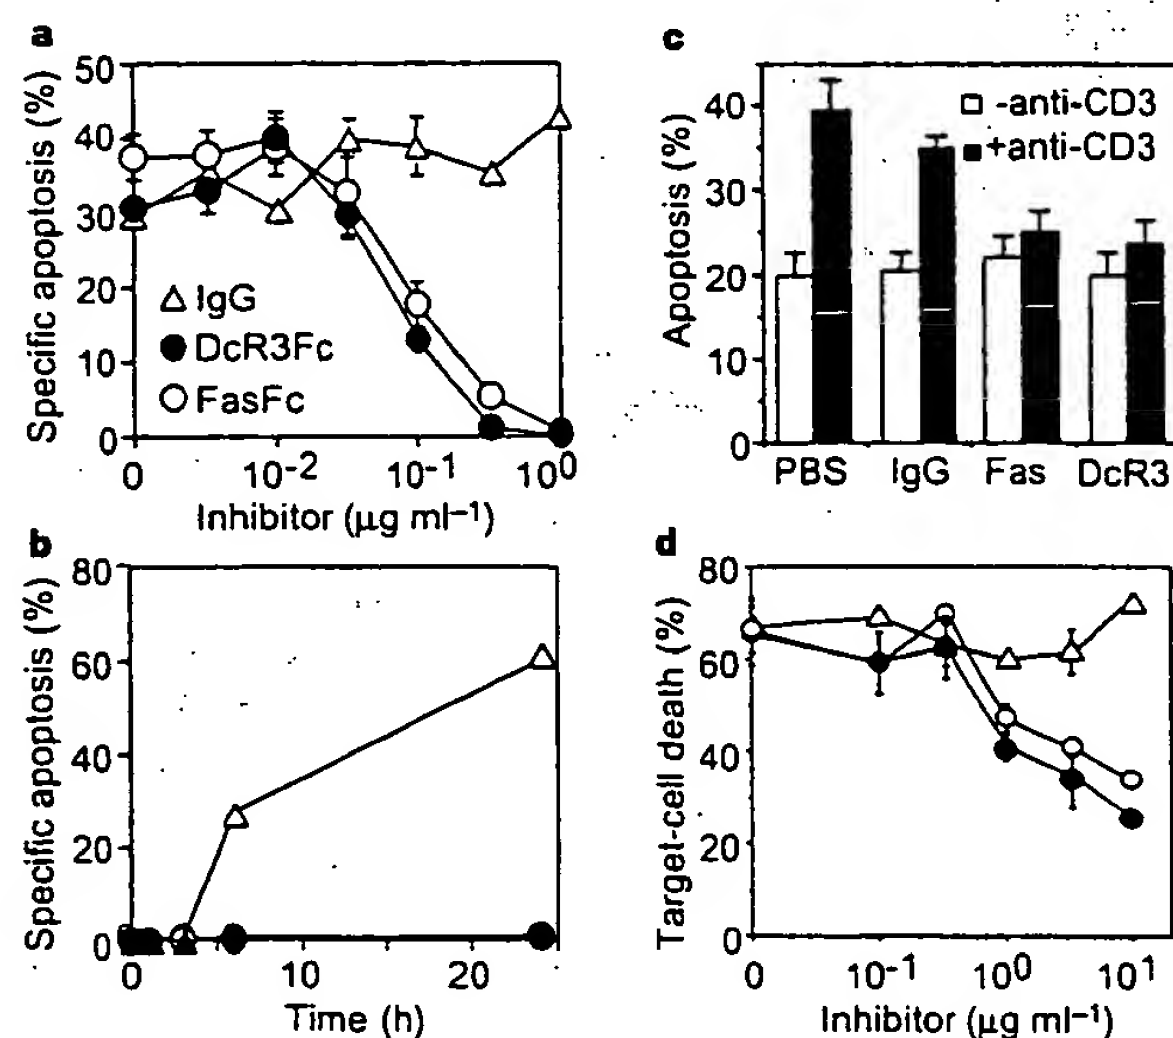 a
Specific apoptosis (%)
50
40
30
20
10
0
△ IgG
● DcR3Fc
○ FasFc
0 10⁻² 10⁻¹ 10⁰
Inhibitor (μg ml⁻¹)
b
Specific apoptosis (%)
80
60
40
20
0
0 10 20
Time (h)
c
Apoptosis (%)
40
30
20
10
0
□ -anti-CD3
■ +anti-CD3
PBS IgG Fas DcR3
d
Target-cell death (%)
80
60
40
20
0
0 10⁻¹ 10⁰ 10¹
Inhibitor (μg ml⁻¹)